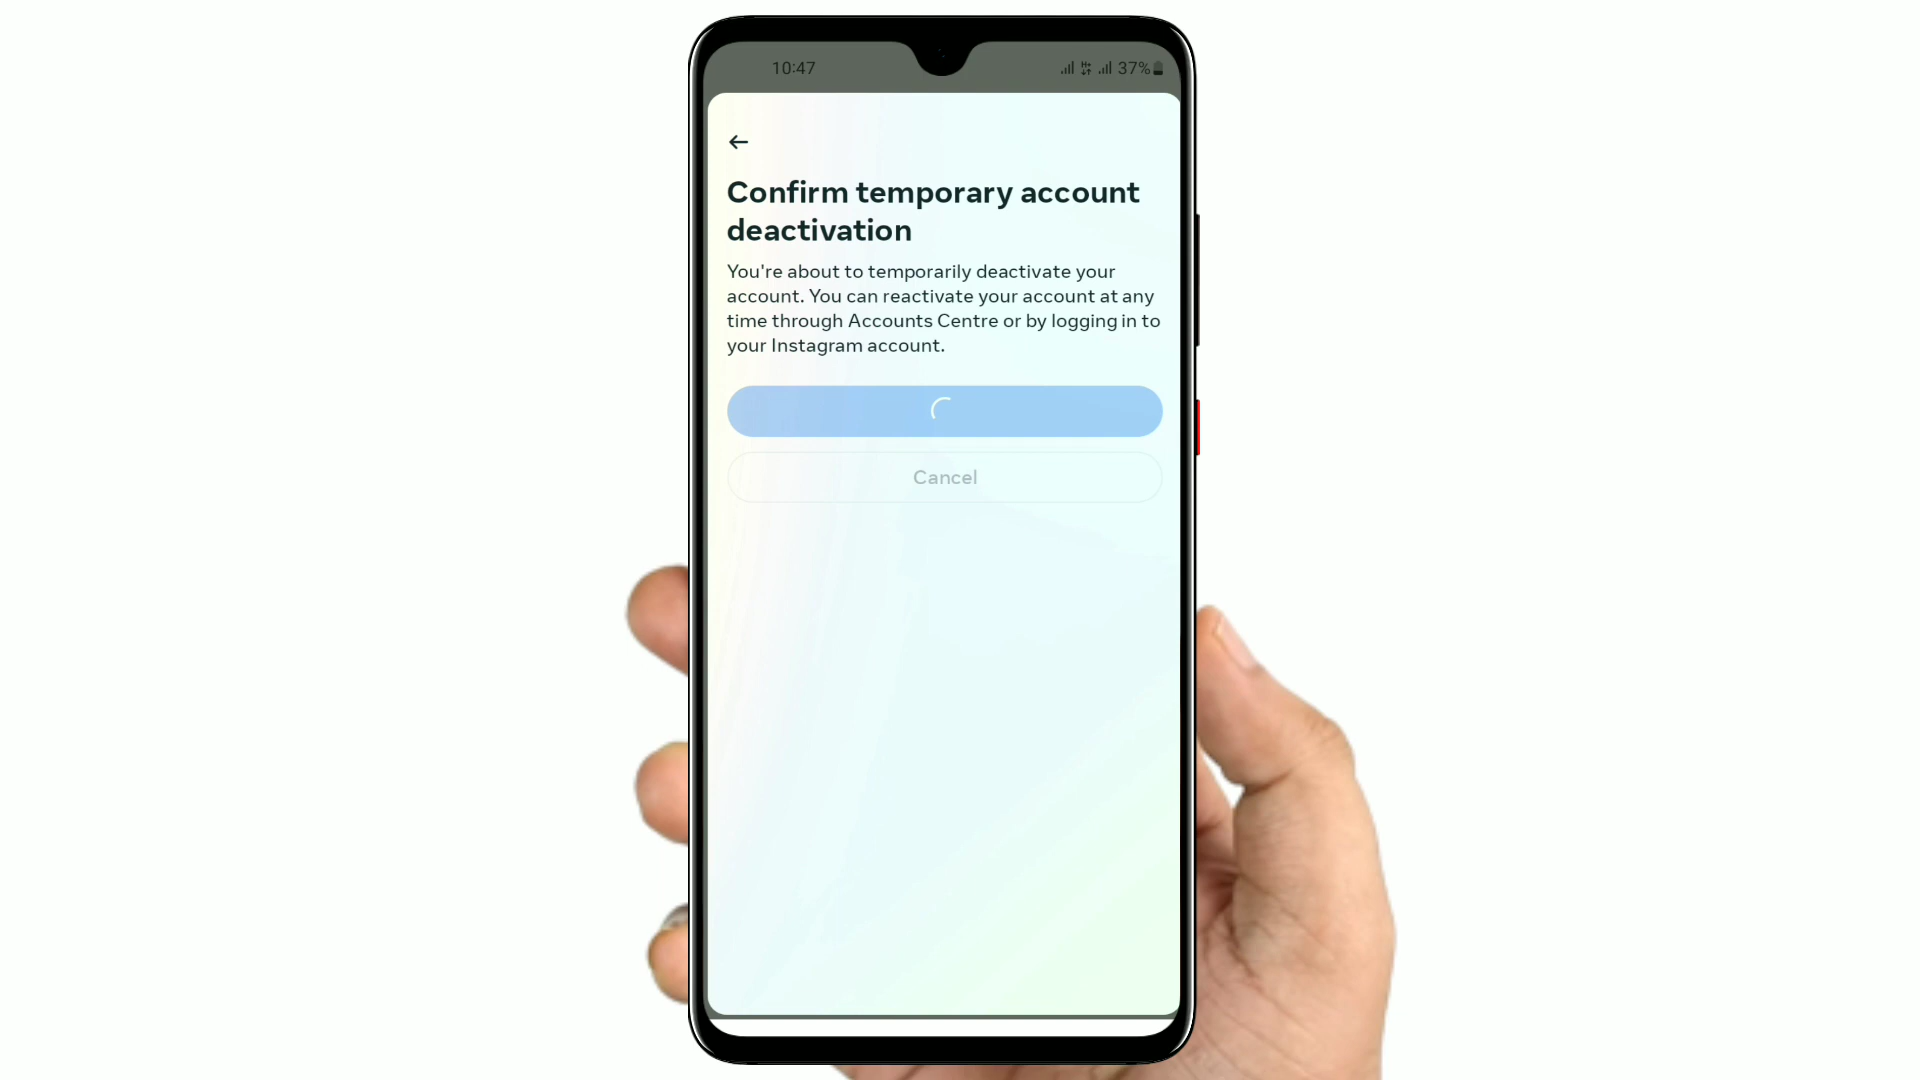 10:47
37%
Confirm temporary account
deactivation
You're about to temporarily deactivate your
account. You can reactivate your account at any
time through Accounts Centre or by logging in to
your Instagram account.
Cancel